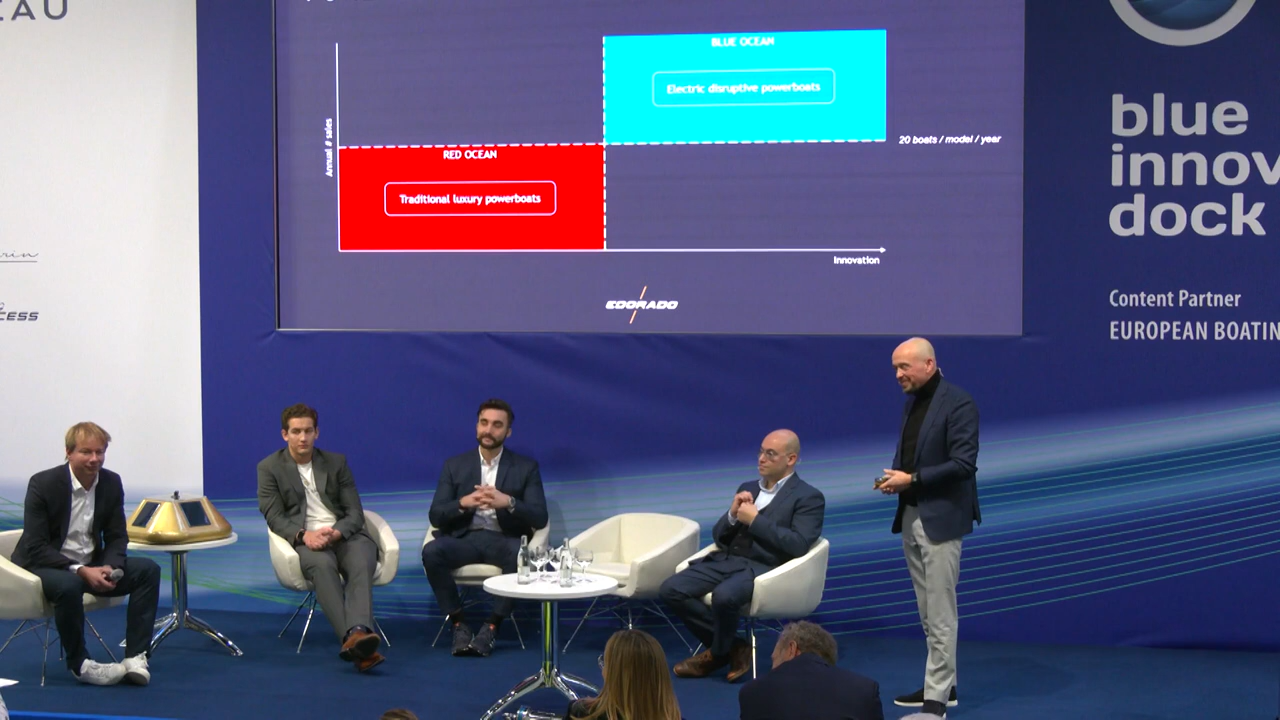 EAU
BLUE OCEAN
Electric disruptive powerboats
Annual # sales
20 boats / model / year
RED OCEAN
Traditional luxury powerboats
Innovation
EDORADO
CESS
blue
innov
dock
Content Partner
EUROPEAN BOATIN